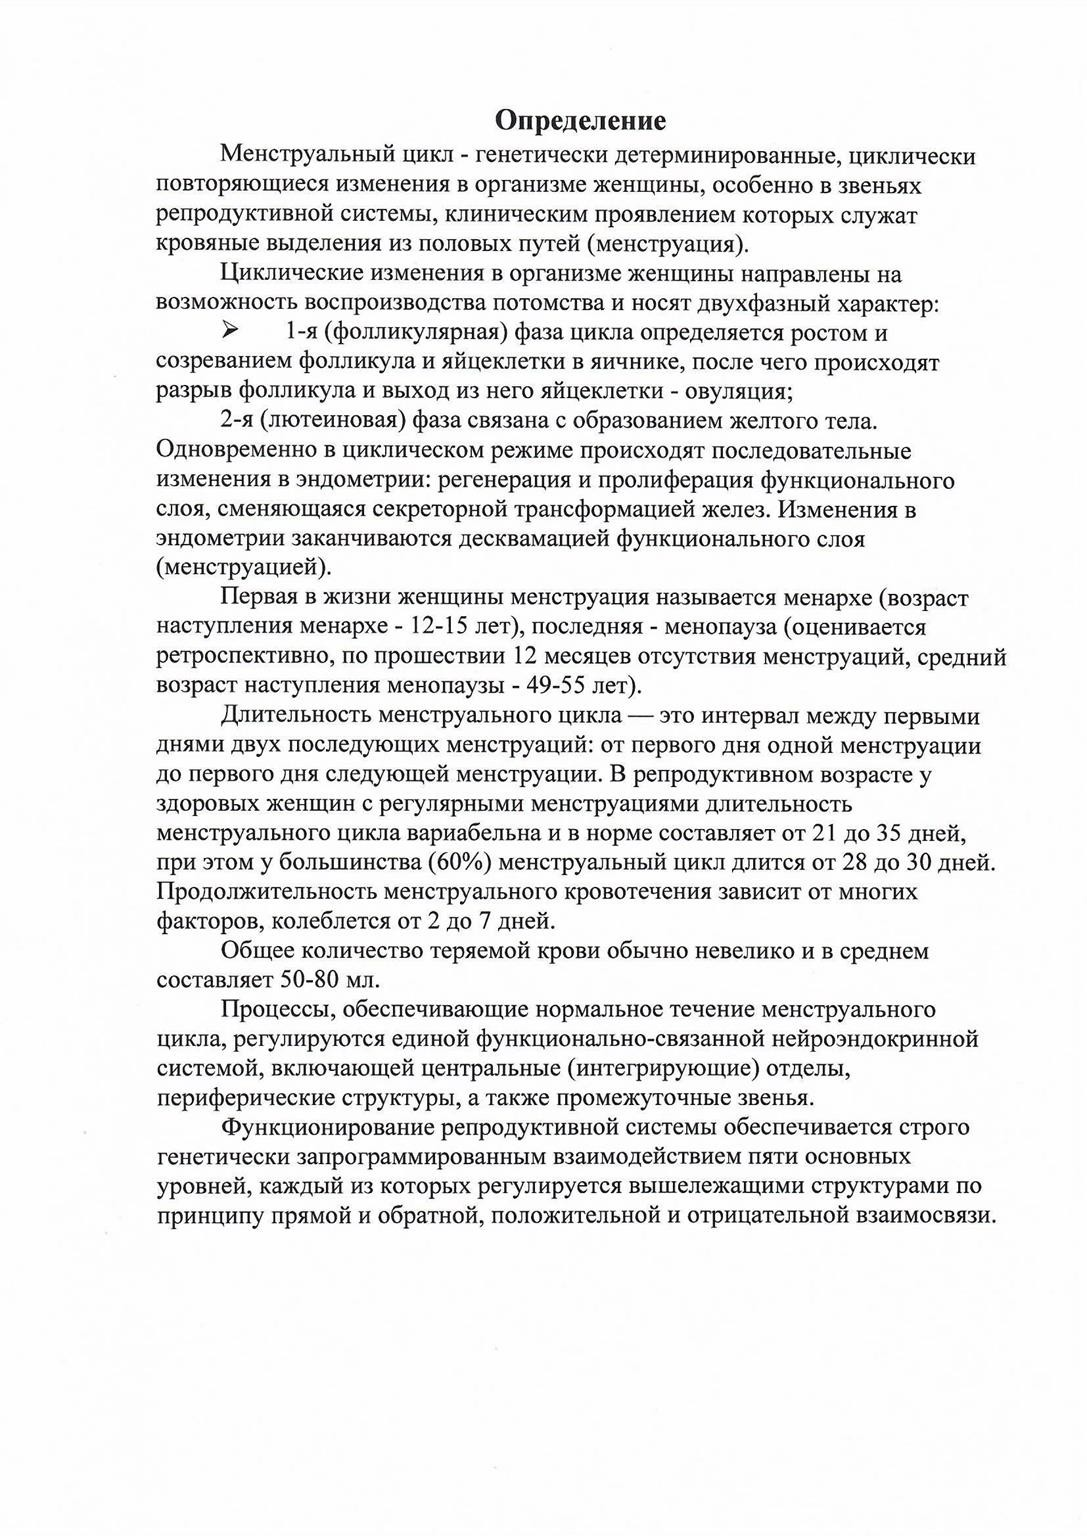 Определение
Менструальный цикл - генетически детерминированные, циклически
повторяющиеся изменения в организме женщины, особенно в звеньях
репродуктивной системы, клиническим проявлением которых служат
кровяные выделения из половых путей (менструация).
Циклические изменения в организме женщины направлены на
возможность воспроизводства потомства и носят двухфазный характер:
➢ 1-я (фолликулярная) фаза цикла определяется ростом и
созреванием фолликула и яйцеклетки в яичнике, после чего происходят
разрыв фолликула и выход из него яйцеклетки - овуляция;
2-я (лютеиновая) фаза связана с образованием желтого тела.
Одновременно в циклическом режиме происходят последовательные
изменения в эндометрии: регенерация и пролиферация функционального
слоя, сменяющаяся секреторной трансформацией желез. Изменения в
эндометрии заканчиваются десквамацией функционального слоя
(менструацией).
Первая в жизни женщины менструация называется менархе (возраст
наступления менархе - 12-15 лет), последняя - менопауза (оценивается
ретроспективно, по прошествии 12 месяцев отсутствия менструаций, средний
возраст наступления менопаузы - 49-55 лет).
Длительность менструального цикла — это интервал между первыми
днями двух последующих менструаций: от первого дня одной менструации
до первого дня следующей менструации. В репродуктивном возрасте у
здоровых женщин с регулярными менструациями длительность
менструального цикла вариабельна и в норме составляет от 21 до 35 дней,
при этом у большинства (60%) менструальный цикл длится от 28 до 30 дней.
Продолжительность менструального кровотечения зависит от многих
факторов, колеблется от 2 до 7 дней.
Общее количество теряемой крови обычно невелико и в среднем
составляет 50-80 мл.
Процессы, обеспечивающие нормальное течение менструального
цикла, регулируются единой функционально-связанной нейроэндокринной
системой, включающей центральные (интегрирующие) отделы,
периферические структуры, а также промежуточные звенья.
Функционирование репродуктивной системы обеспечивается строго
генетически запрограммированным взаимодействием пяти основных
уровней, каждый из которых регулируется вышележащими структурами по
принципу прямой и обратной, положительной и отрицательной взаимосвязи.